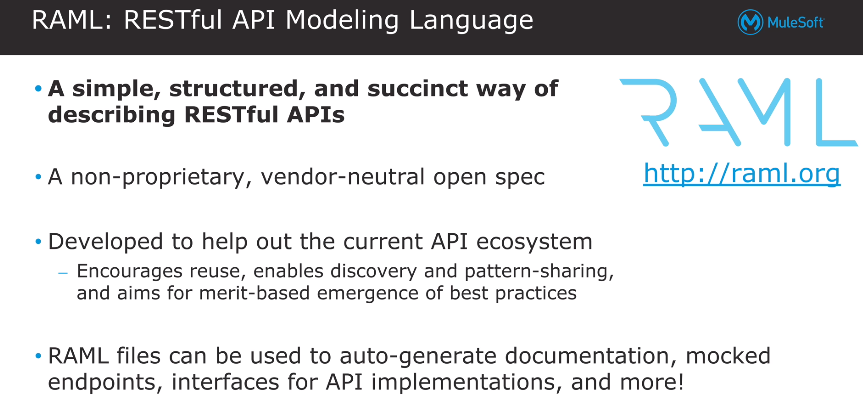 RAML: RESTful API Modeling Language
MuleSoft
• A simple, structured, and succinct way of
describing RESTful APIs
RAML
http://raml.org
• A non-proprietary, vendor-neutral open spec
• Developed to help out the current API ecosystem
– Encourages reuse, enables discovery and pattern-sharing,
and aims for merit-based emergence of best practices
• RAML files can be used to auto-generate documentation, mocked
endpoints, interfaces for API implementations, and more!